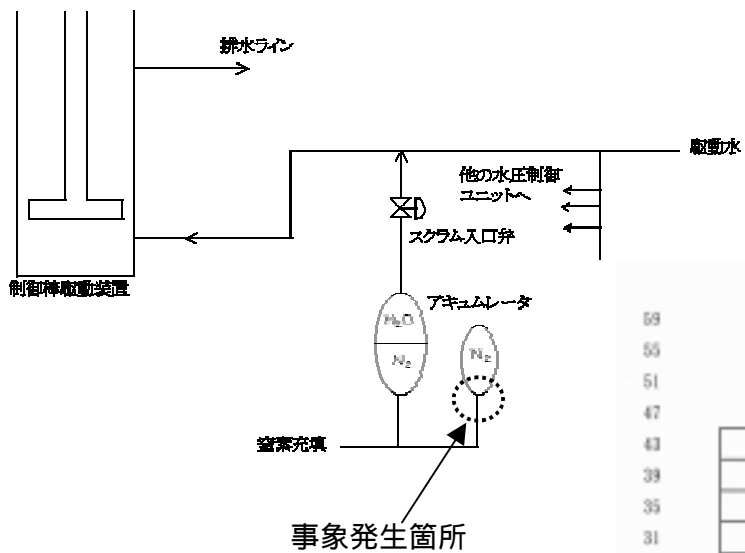 排水ライン
駆動水
他の水圧制御
ユニットへ
スクラム入口弁
制御棒駆動装置
アキュムレータ
H₂O
N₂
N₂
窒素充填
事象発生箇所
59
55
51
47
43
39
35
31